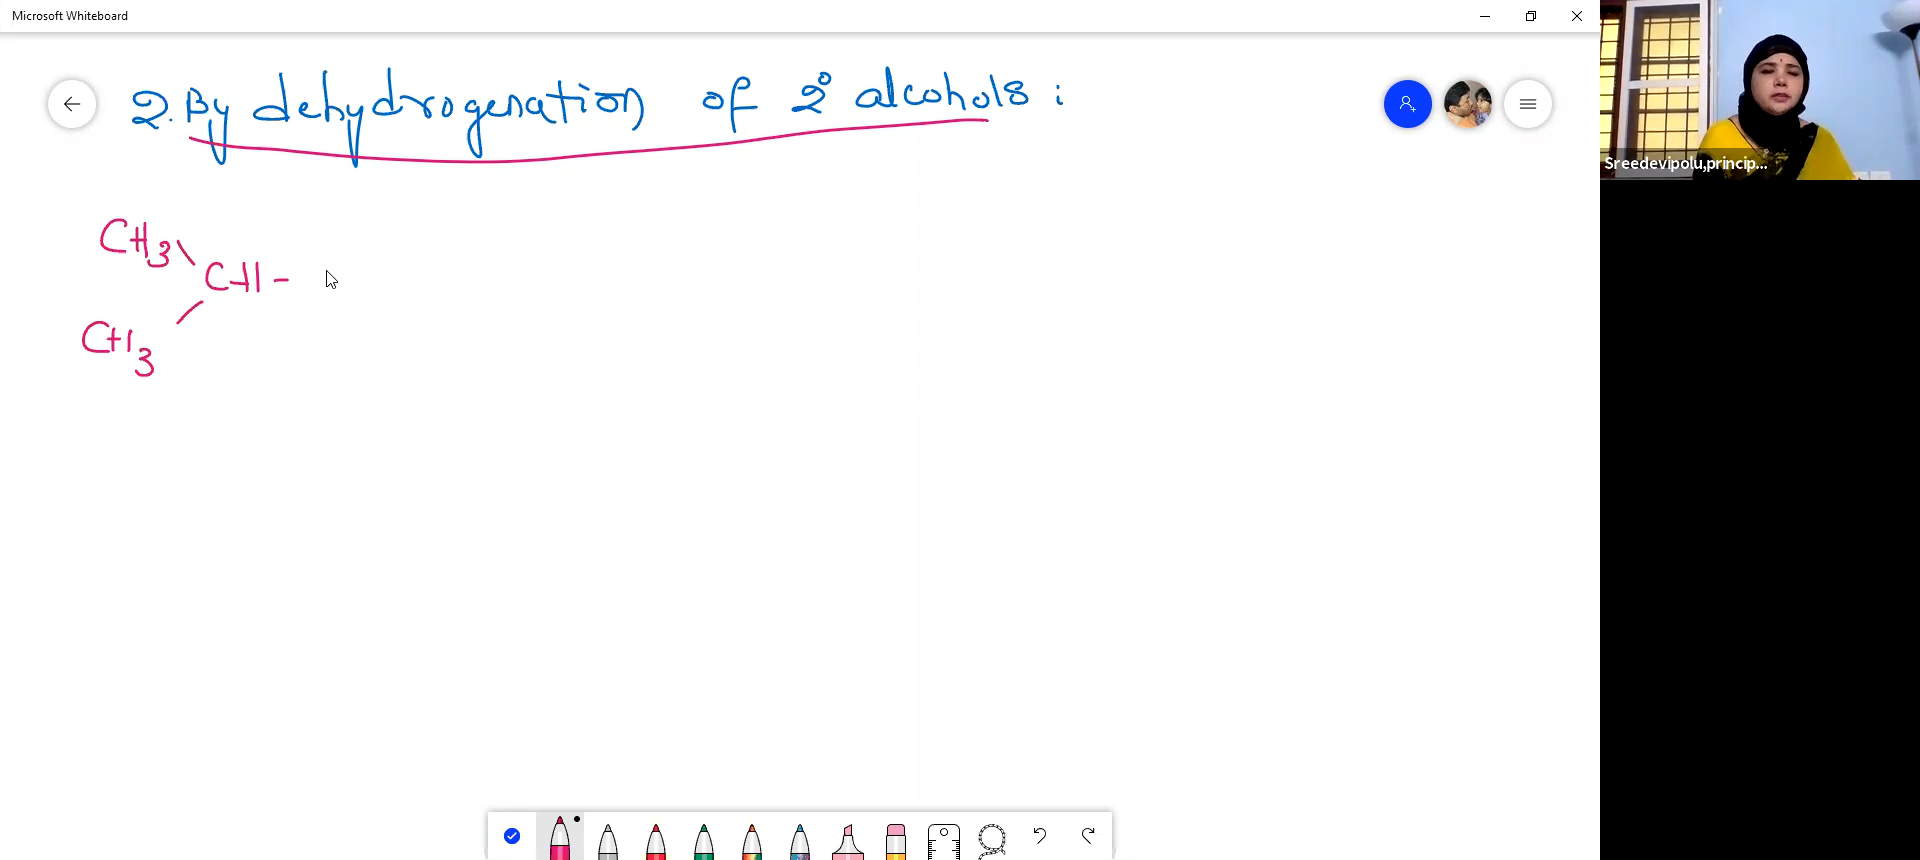 Microsoft Whiteboard
2. By dehydrogenation of 2° alcohols :
CH3
CH -
CH3
Sreedevipolu,princip...